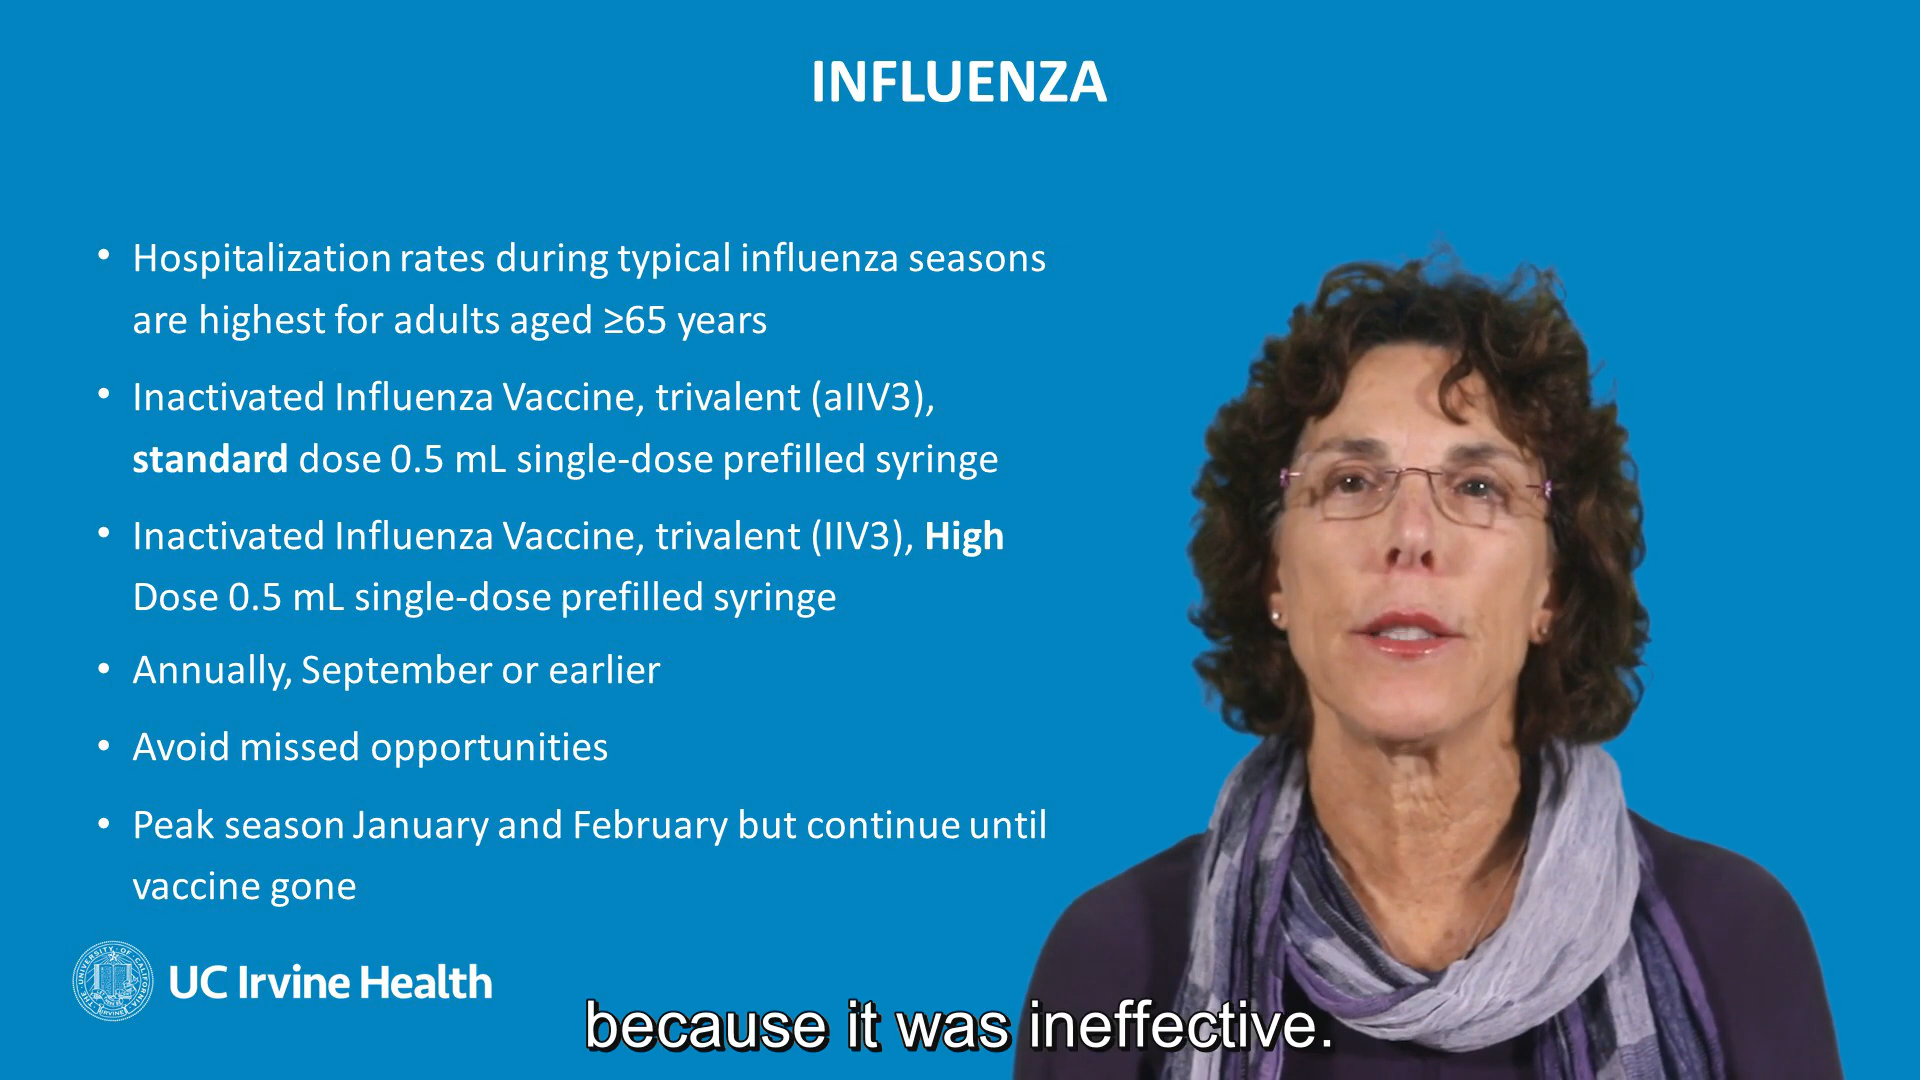 INFLUENZA
• Hospitalization rates during typical influenza seasons
are highest for adults aged ≥65 years
• Inactivated Influenza Vaccine, trivalent (aIIV3),
standard dose 0.5 mL single-dose prefilled syringe
• Inactivated Influenza Vaccine, trivalent (IIV3), High
Dose 0.5 mL single-dose prefilled syringe
• Annually, September or earlier
• Avoid missed opportunities
• Peak season January and February but continue until
vaccine gone
UC Irvine Health
because it was ineffective.